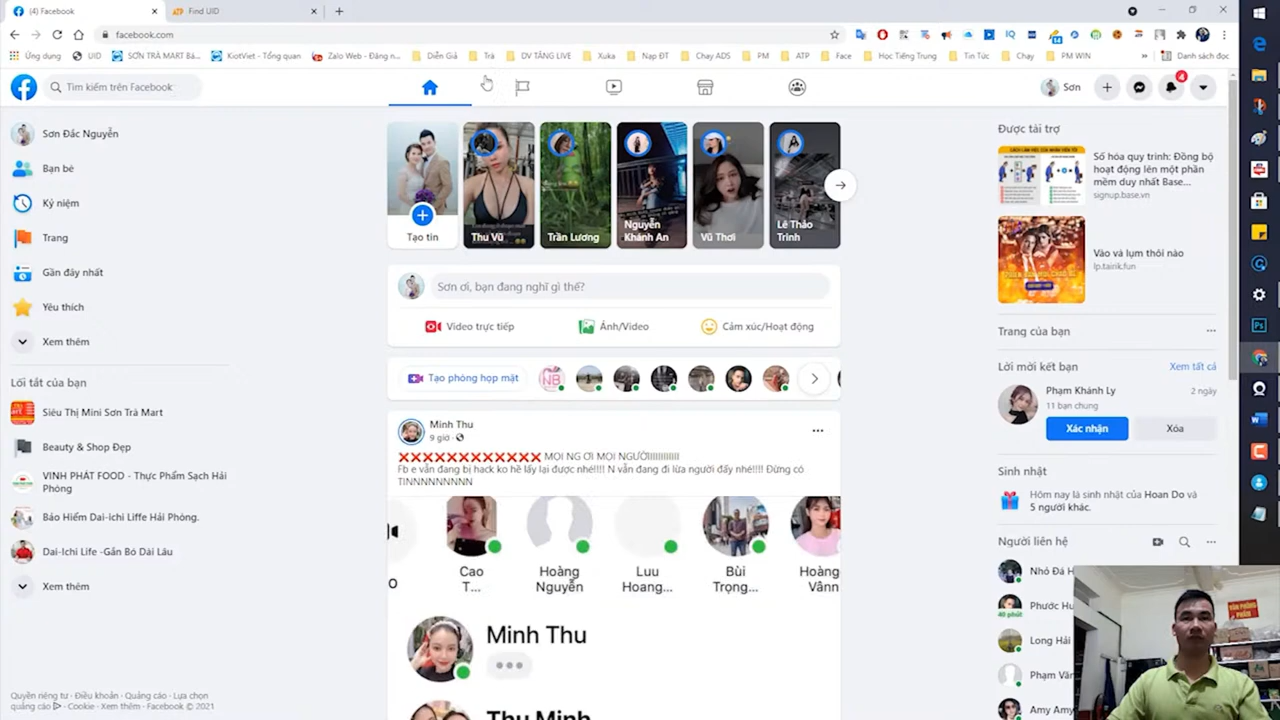 (4) Facebook
Find UID
facebook.com
Ứng dụng
UID
SƠN TRÀ MART Bá...
KiotViet - Tổng quan
Zalo Web - Đăng n...
Diễn Giả
Trà
DV TĂNG LIVE
Xuka
Nạp ĐT
Chạy ADS
PM
ATP
Face
Học Tiếng Trung
Tin Tức
Chạy
PM WIN
»
Danh sách đọc
Tìm kiếm trên Facebook
Sơn
4
Sơn Đắc Nguyễn
Bạn bè
Kỷ niệm
Trang
Gần đây nhất
Yêu thích
Xem thêm
Lối tắt của bạn
Siêu Thị Mini Sơn Trà Mart
Beauty & Shop Đẹp
VINH PHÁT FOOD - Thực Phẩm Sạch Hải
Phòng
Bảo Hiểm Dai-Ichi Liffe Hải Phòng.
Dai-Ichi Life -Gắn Bó Dài Lâu
Xem thêm
Quyền riêng tư · Điều khoản · Quảng cáo · Lựa chọn
quảng cáo · Cookie · Xem thêm · Facebook © 2021
Tạo tin
Thu Vũ
Trần Lương
Nguyễn
Khánh An
Vũ Thơi
Lê Thảo
Trinh
Sơn ơi, bạn đang nghĩ gì thế?
Video trực tiếp
Ảnh/Video
Cảm xúc/Hoạt động
Tạo phòng họp mặt
NB
Minh Thu
9 giờ ·
❌❌❌❌❌❌❌❌❌❌❌❌ MỌI NG ƠI MỌI NGƯỜIIIIIIIIIII
Fb e vẫn đang bị hack ko hề lấy lại được nhé!!!! N vẫn đang đi lừa người đấy nhé!!!! Đừng có
TINNNNNNNNN
O
Cao
T...
Hoàng
Nguyễn
Luu
Hoang...
Bùi
Trọng...
Hoàng
Vânn
Minh Thu
Thu Minh
Được tài trợ
Số hóa quy trình: Đồng bộ
hoạt động lên một phần
mềm duy nhất Base...
signup.base.vn
Vào và lụm thôi nào
lp.tairik.fun
Trang của bạn
Lời mời kết bạn
Xem tất cả
Phạm Khánh Ly
2 ngày
11 bạn chung
Xác nhận
Xóa
Sinh nhật
Hôm nay là sinh nhật của Hoan Do và
5 người khác.
Người liên hệ
Nhỏ Đá H
Phước Hu
40 phút
Long Hải
Phạm Văn
Amy Amy